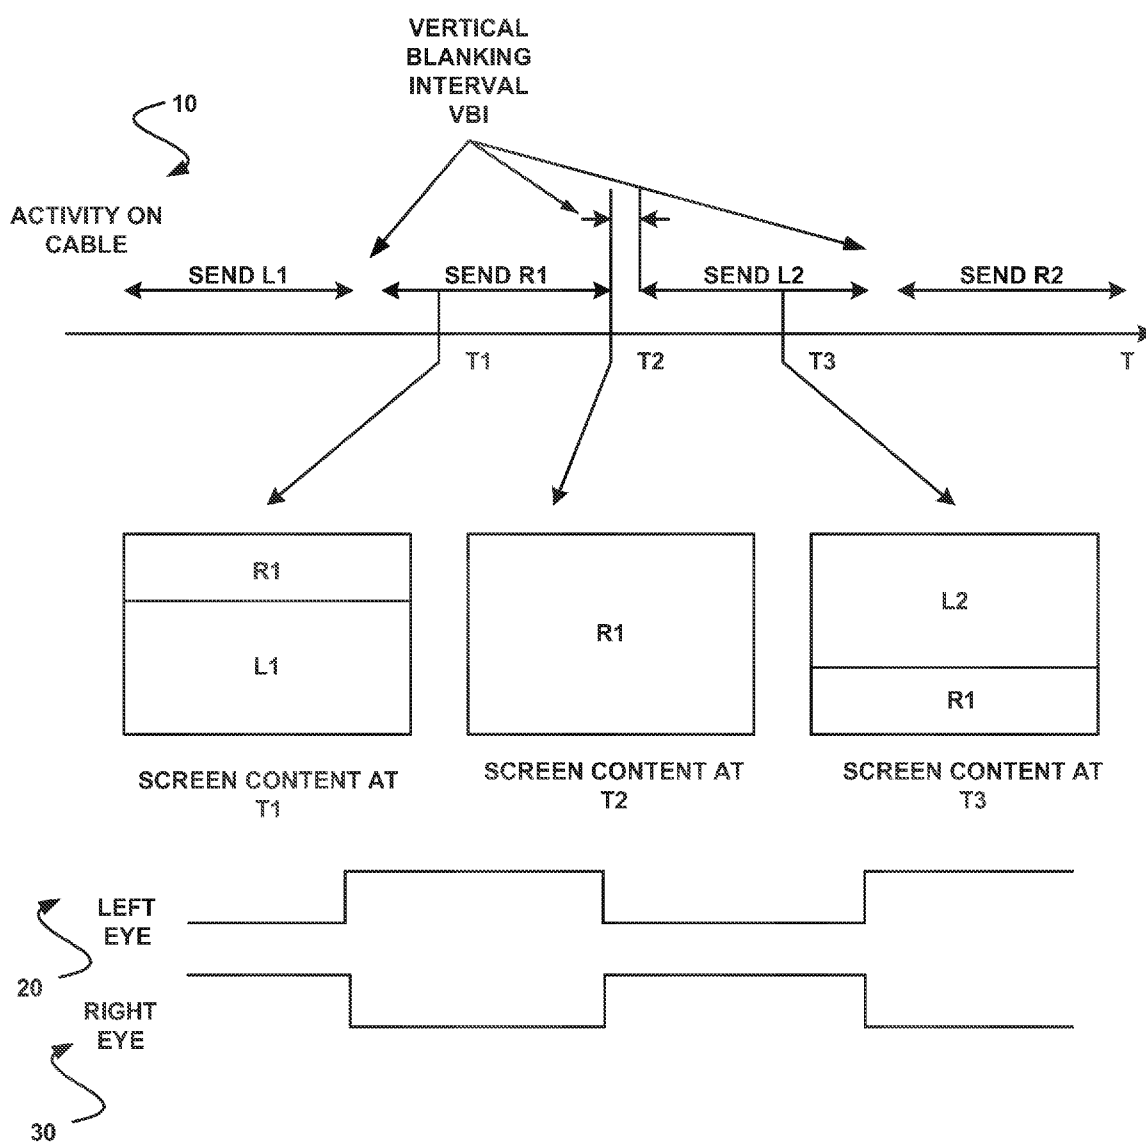 VERTICAL
BLANKING
INTERVAL
VBI
10
ACTIVITY ON
CABLE
SEND L1
SEND R1
SEND L2
SEND R2
T1
T2
T3
T
R1
L1
R1
L2
R1
SCREEN CONTENT AT
T1
SCREEN CONTENT AT
T2
SCREEN CONTENT AT
T3
LEFT
EYE
20
RIGHT
EYE
30